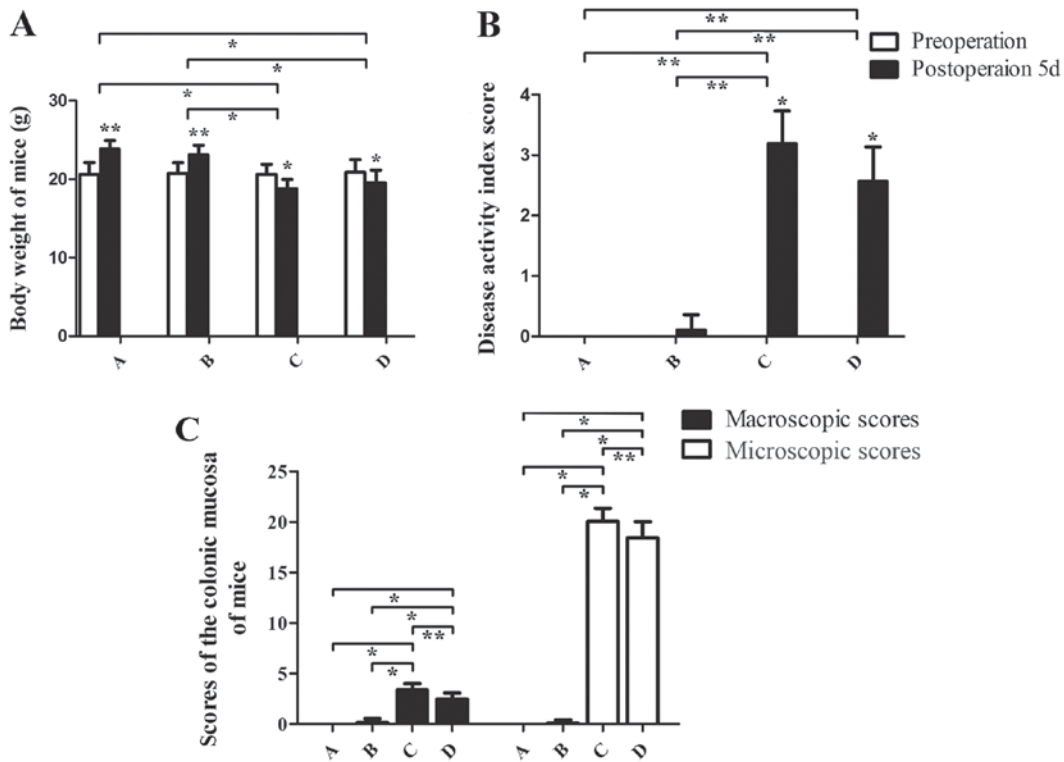 A
*
*
*
*
Body weight of mice (g)
30
20
10
0
**
**
*
*
A
B
C
D
B
**
**
**
**
Preoperation
Postoperaion 5d
Disease activity index score
4
3
2
1
0
*
*
A
B
C
D
C
Macroscopic scores
Microscopic scores
Scores of the colonic mucosa
of mice
25
20
15
10
5
0
*
*
**
*
*
*
*
**
*
*
A
B
C
D
A
B
C
D